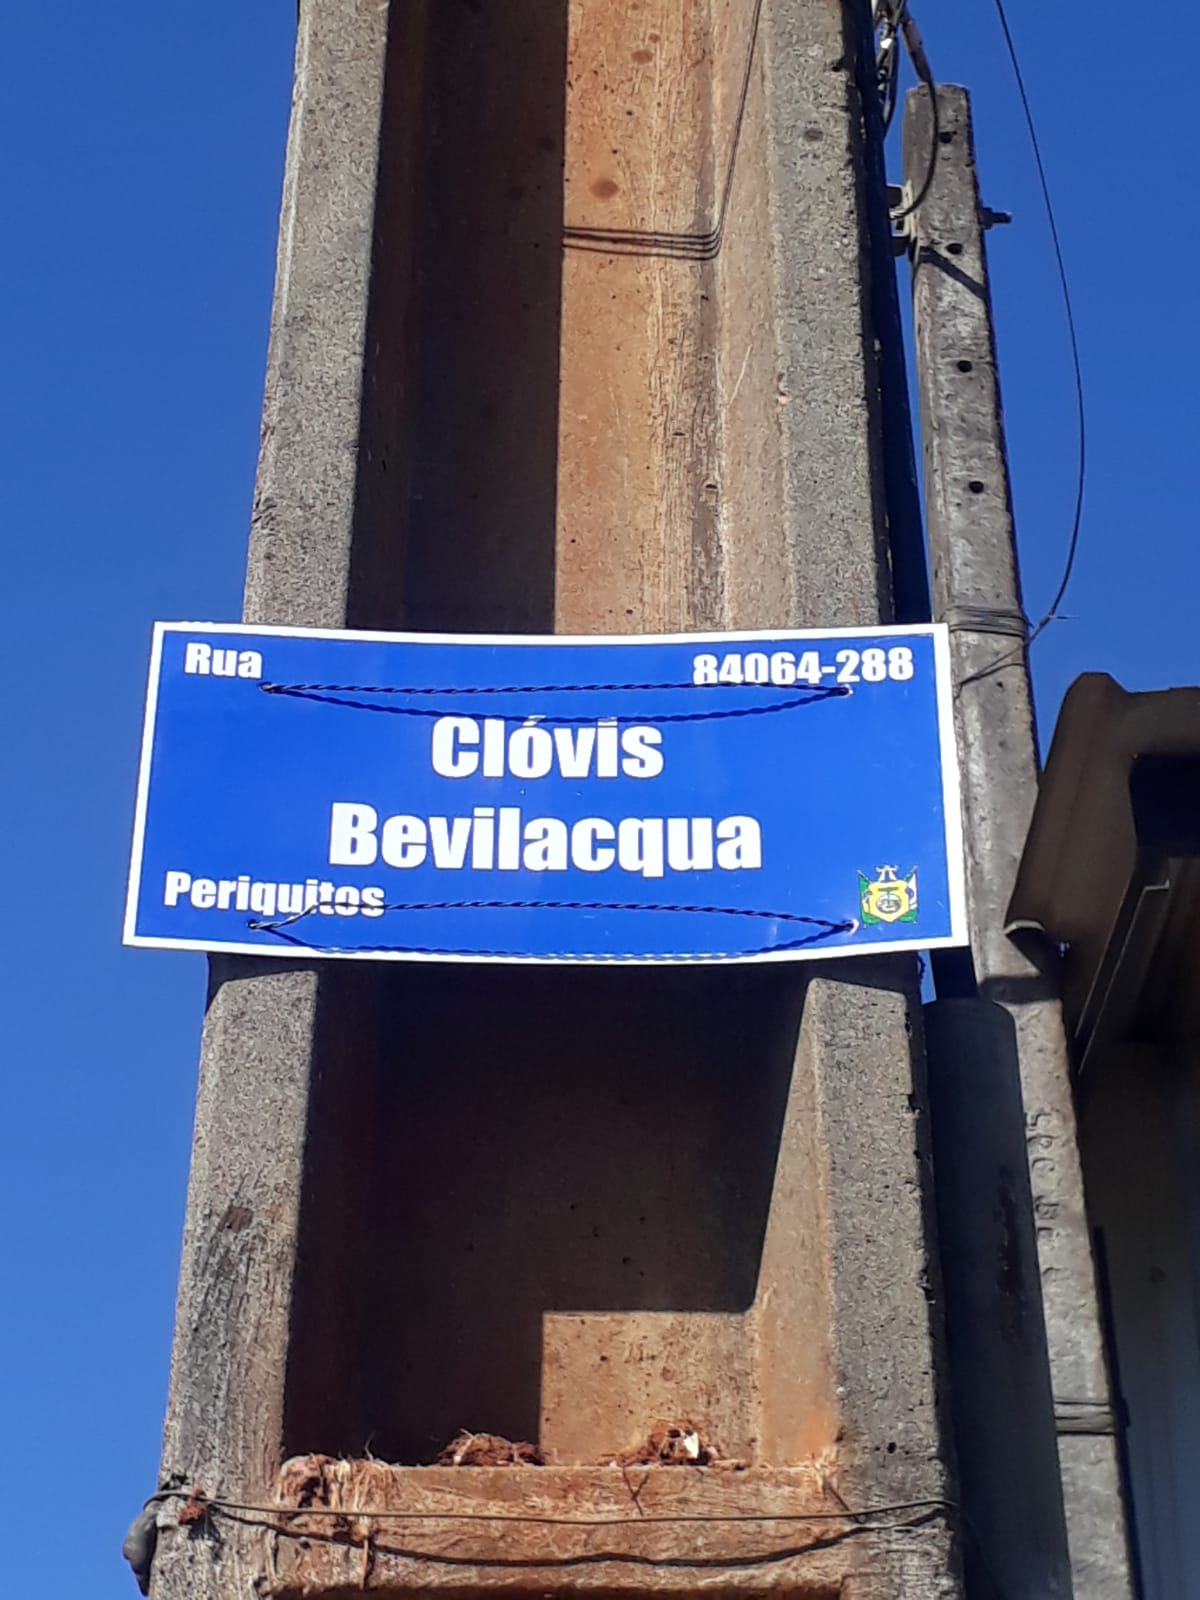 Rua 84064-288
Clóvis
Bevilacqua
Periquitos